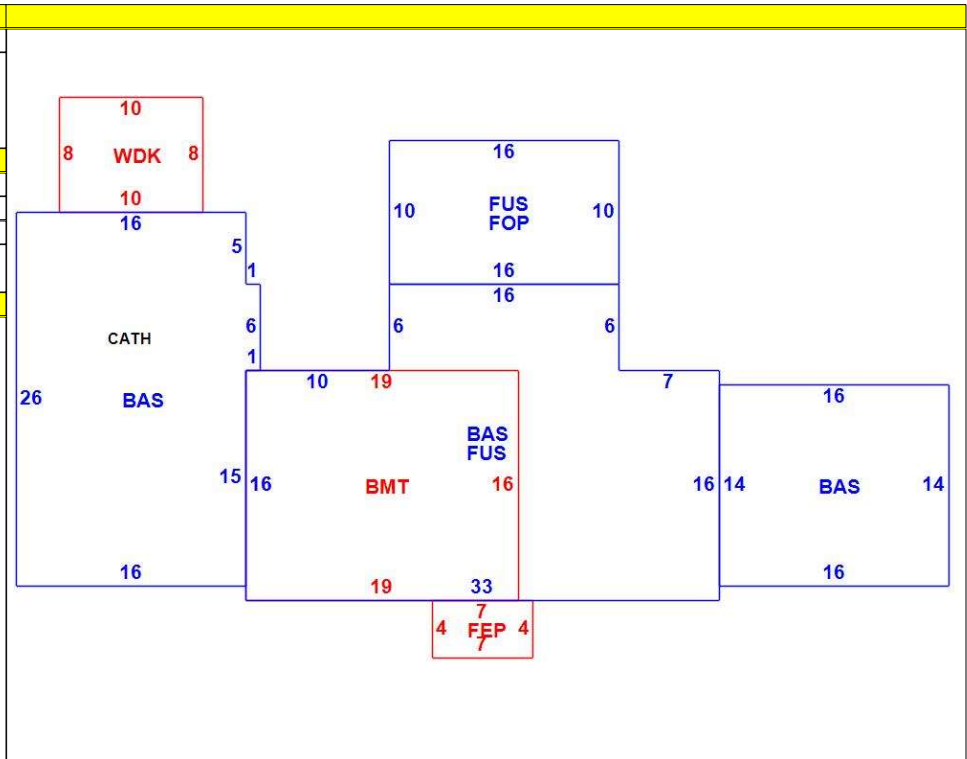 10
8 WDK 8
10
16
5
1
6
1
CATH
26 BAS
15
16
16
10 FUS 10
FOP
16
16
6 6
10 19 7
BAS
FUS
16 BMT 16 16
19 33
7
4 FEP 4
7
16
14 BAS 14
16